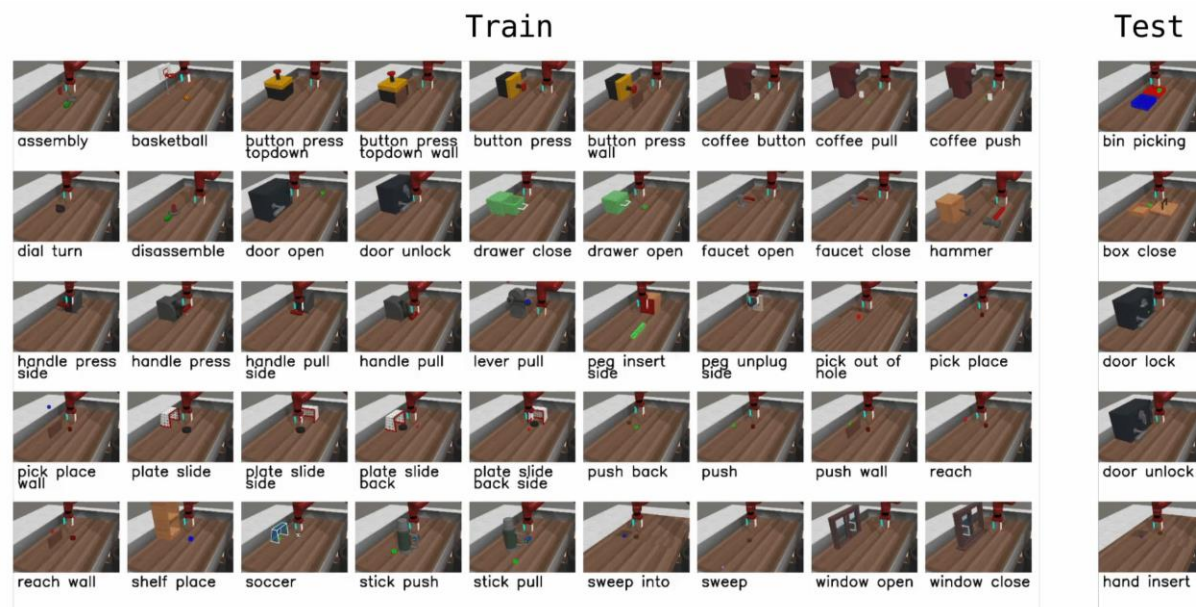 Train
Test
assembly
basketball
button press
topdown
button press
topdown wall
button press
button press
wall
coffee button
coffee pull
coffee push
bin picking
dial turn
disassemble
door open
door unlock
drawer close
drawer open
faucet open
faucet close
hammer
box close
handle press
side
handle press
handle pull
side
handle pull
lever pull
peg insert
side
peg unplug
side
pick out of
hole
pick place
door lock
pick place
wall
plate slide
plate slide
side
plate slide
back
plate slide
back side
push back
push
push wall
reach
door unlock
reach wall
shelf place
soccer
stick push
stick pull
sweep into
sweep
window open
window close
hand insert